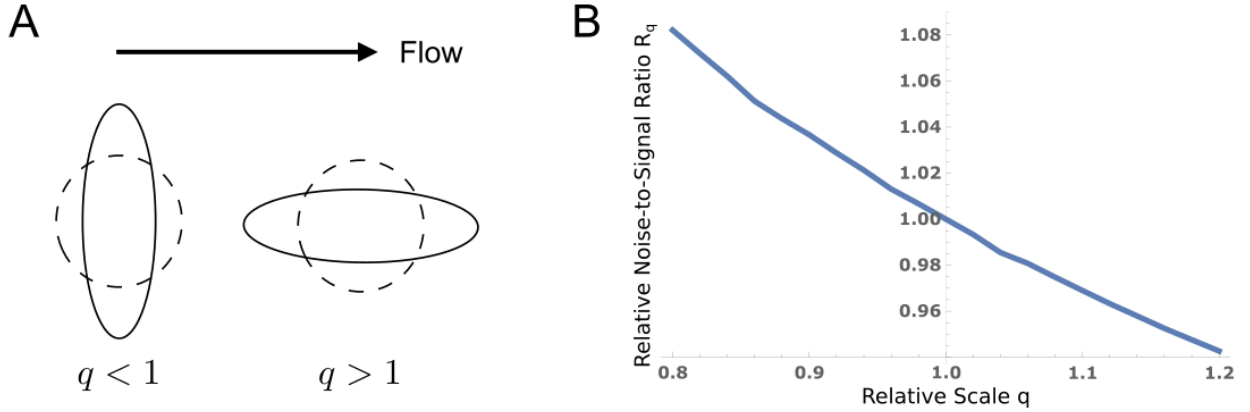 A
Flow
q < 1
q > 1
B
Relative Noise-to-Signal Ratio R_q
1.08
1.06
1.04
1.02
1.00
0.98
0.96
0.8 0.9 1.0 1.1 1.2
Relative Scale q